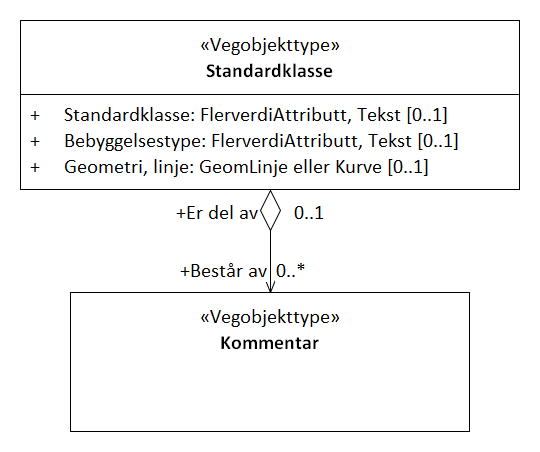 «Vegobjekttype»
Standardklasse
+ Standardklasse: FlerverdiAttributt, Tekst [0..1]
+ Bebyggelsestype: FlerverdiAttributt, Tekst [0..1]
+ Geometri, linje: GeomLinje eller Kurve [0..1]
+Er del av 0..1
+Består av 0..*
«Vegobjekttype»
Kommentar